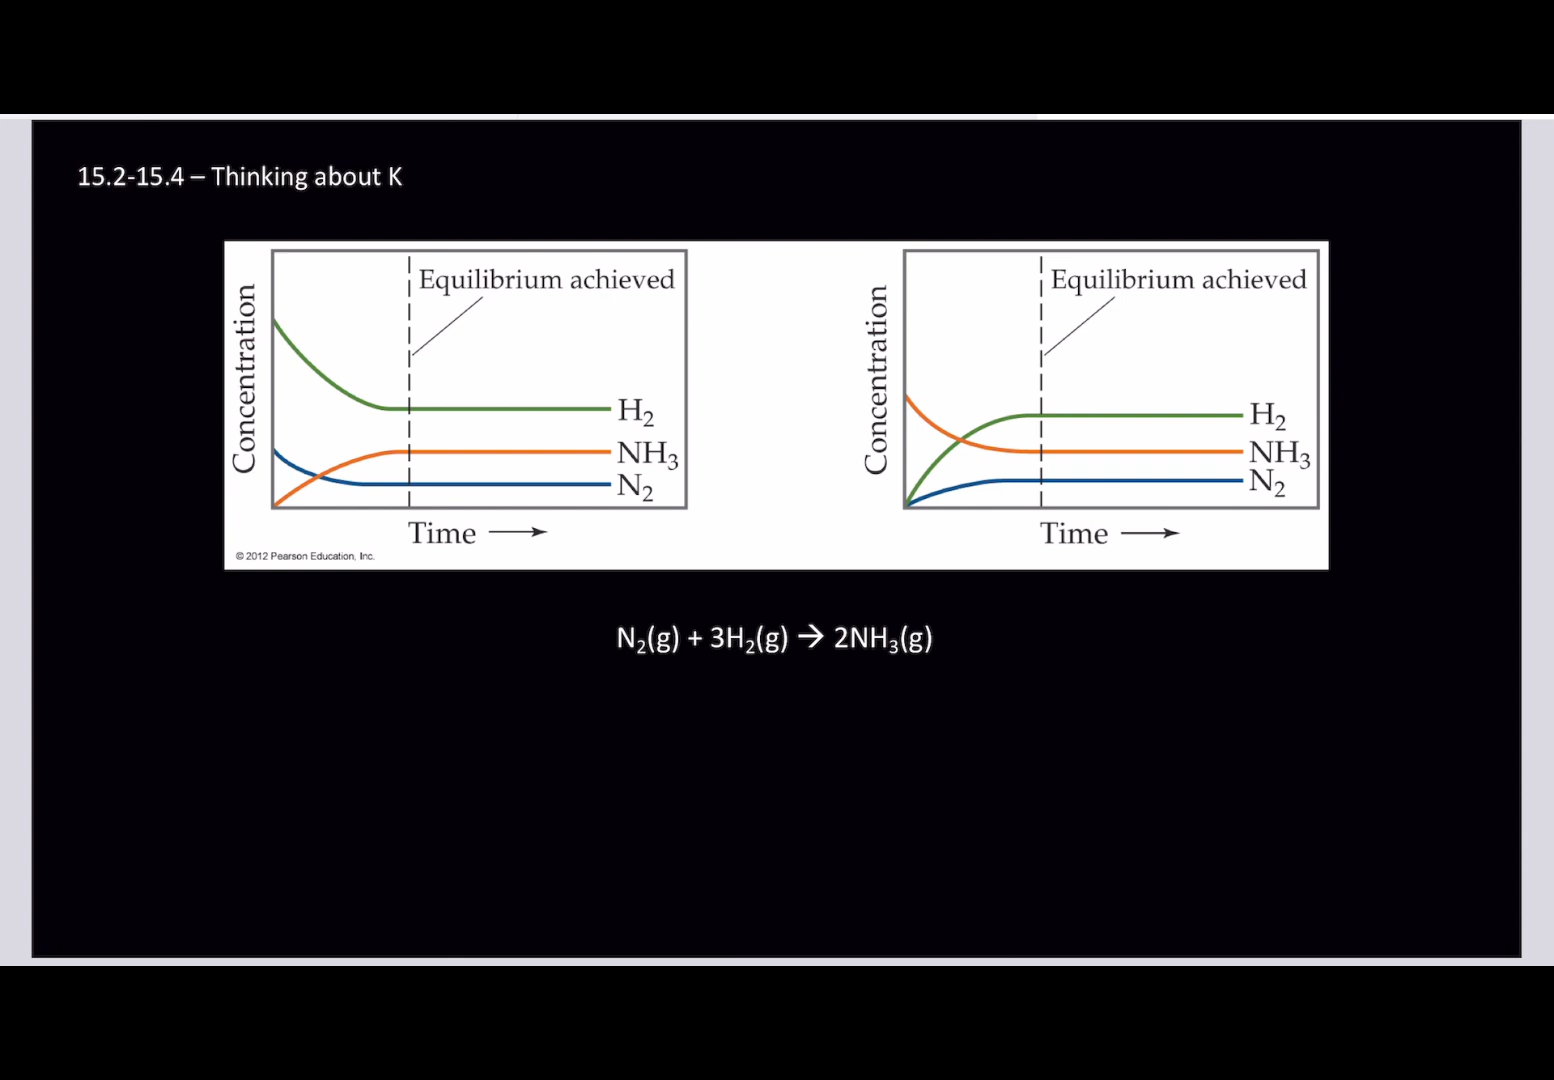 15.2-15.4 – Thinking about K
Concentration
Equilibrium achieved
H₂
NH₃
N₂
Time →
© 2012 Pearson Education, Inc.
Concentration
Equilibrium achieved
H₂
NH₃
N₂
Time →
N₂(g) + 3H₂(g) → 2NH₃(g)